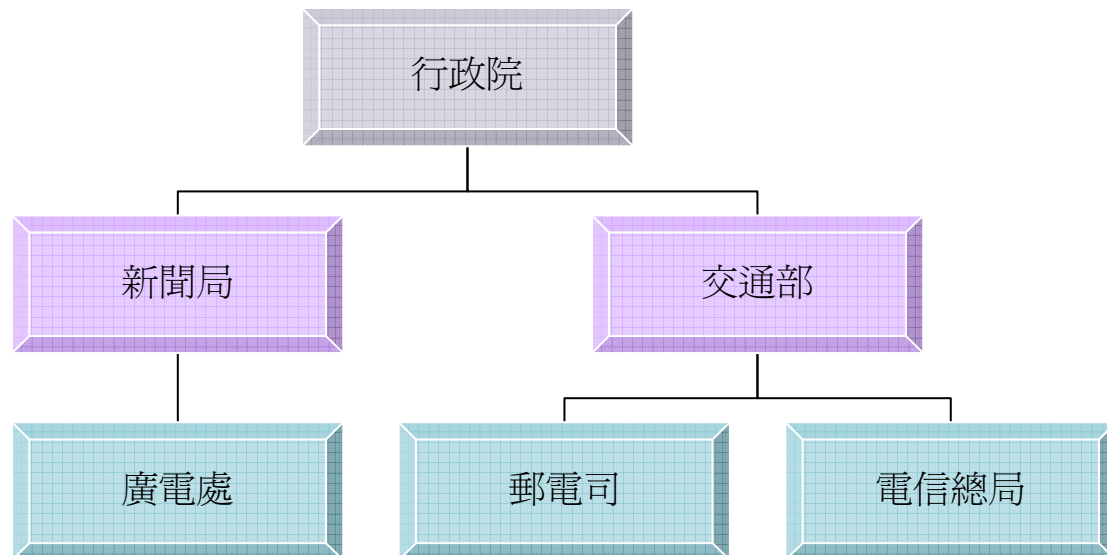 行政院
新聞局
交通部
廣電處
郵電司
電信總局